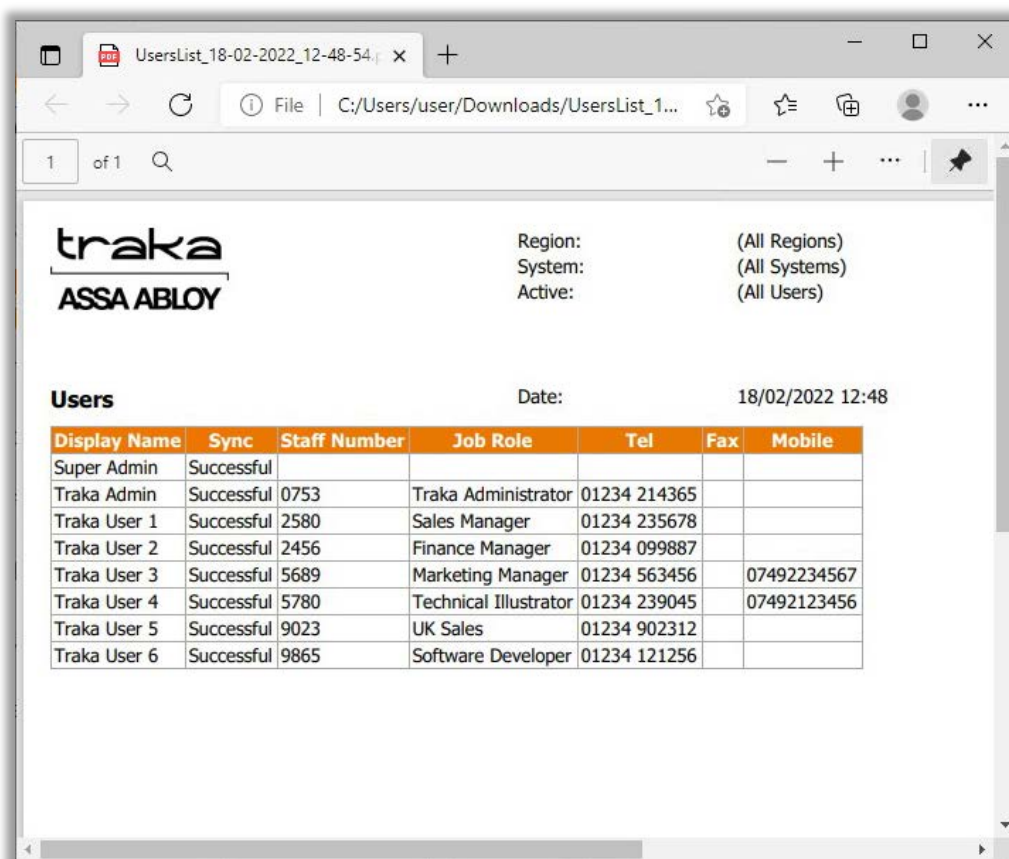 UsersList_18-02-2022_12-48-54.p
File | C:/Users/user/Downloads/UsersList_1...
1 of 1
traka
ASSA ABLOY
Region: (All Regions)
System: (All Systems)
Active: (All Users)
Users Date: 18/02/2022 12:48
Display Name Sync Staff Number Job Role Tel Fax Mobile
Super Admin Successful
Traka Admin Successful 0753 Traka Administrator 01234 214365
Traka User 1 Successful 2580 Sales Manager 01234 235678
Traka User 2 Successful 2456 Finance Manager 01234 099887
Traka User 3 Successful 5689 Marketing Manager 01234 563456 07492234567
Traka User 4 Successful 5780 Technical Illustrator 01234 239045 07492123456
Traka User 5 Successful 9023 UK Sales 01234 902312
Traka User 6 Successful 9865 Software Developer 01234 121256